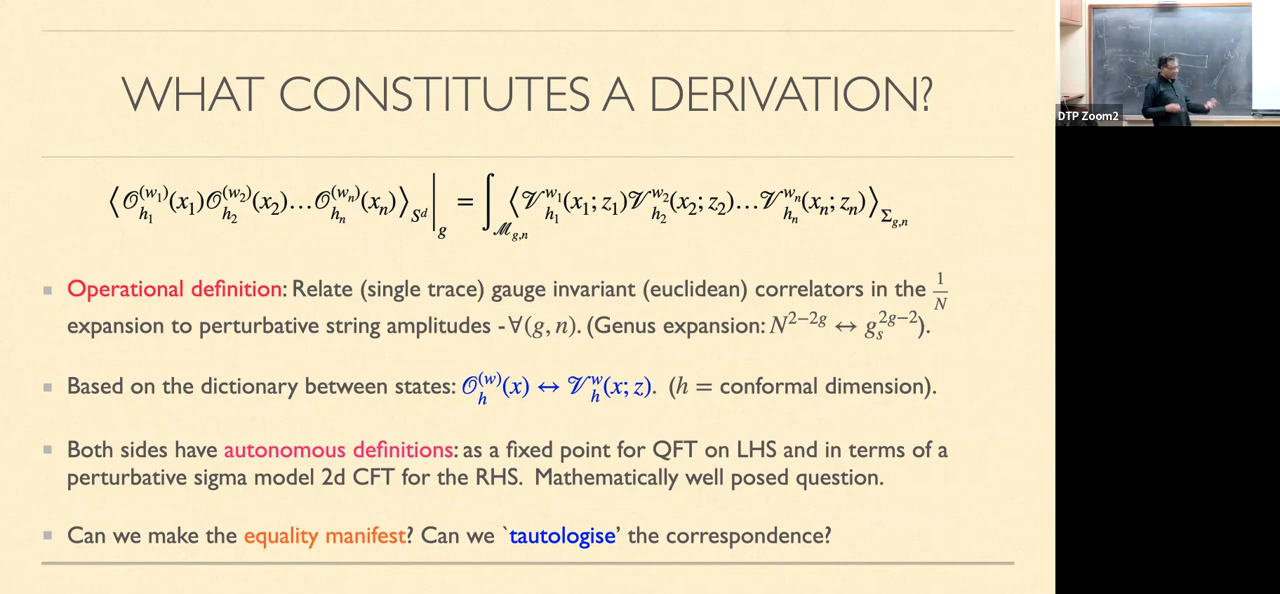 WHAT CONSTITUTES A DERIVATION?
⟨𝒪_{h_1}^{(w_1)}(x_1)𝒪_{h_2}^{(w_2)}(x_2)…𝒪_{h_n}^{(w_n)}(x_n)⟩_{S^d}|_g = ∫_{ℳ_{g,n}} ⟨𝒱_{h_1}^{w_1}(x_1; z_1)𝒱_{h_2}^{w_2}(x_2; z_2)…𝒱_{h_n}^{w_n}(x_n; z_n)⟩_{Σ_{g,n}}
Operational definition: Relate (single trace) gauge invariant (euclidean) correlators in the 1/N
expansion to perturbative string amplitudes -∀(g, n). (Genus expansion: N^{2−2g} ↔ g_s^{2g−2}).
Based on the dictionary between states: 𝒪_h^{(w)}(x) ↔ 𝒱_h^w(x; z). (h = conformal dimension).
Both sides have autonomous definitions: as a fixed point for QFT on LHS and in terms of a
perturbative sigma model 2d CFT for the RHS. Mathematically well posed question.
Can we make the equality manifest? Can we `tautologise' the correspondence?
DTP Zoom2